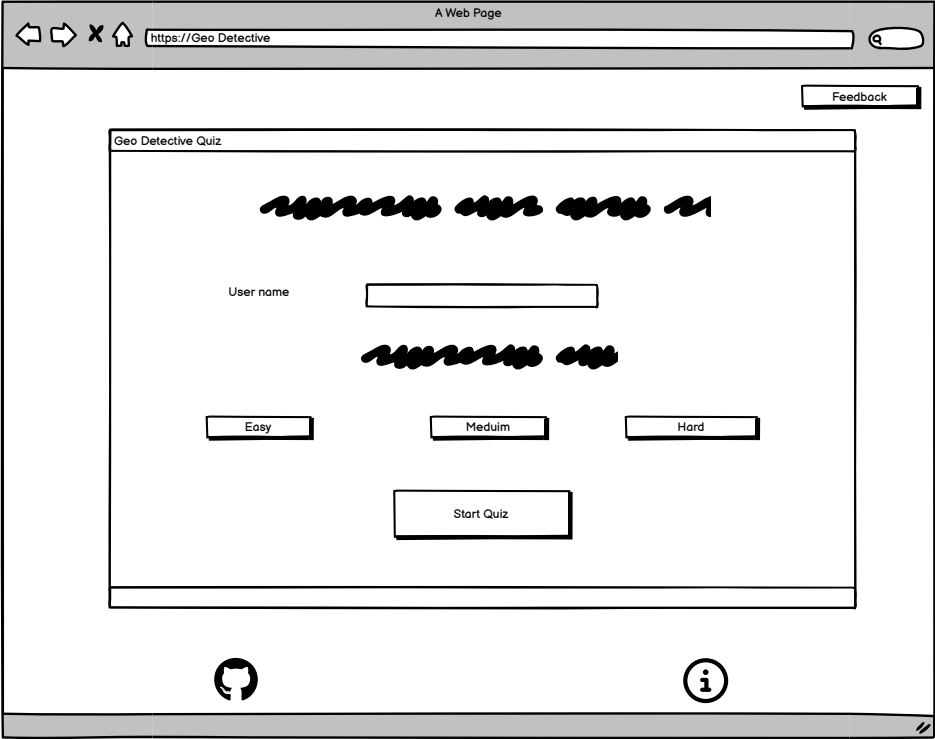 A Web Page
https://Geo Detective
Feedback
Geo Detective Quiz
User name
Easy
Meduim
Hard
Start Quiz